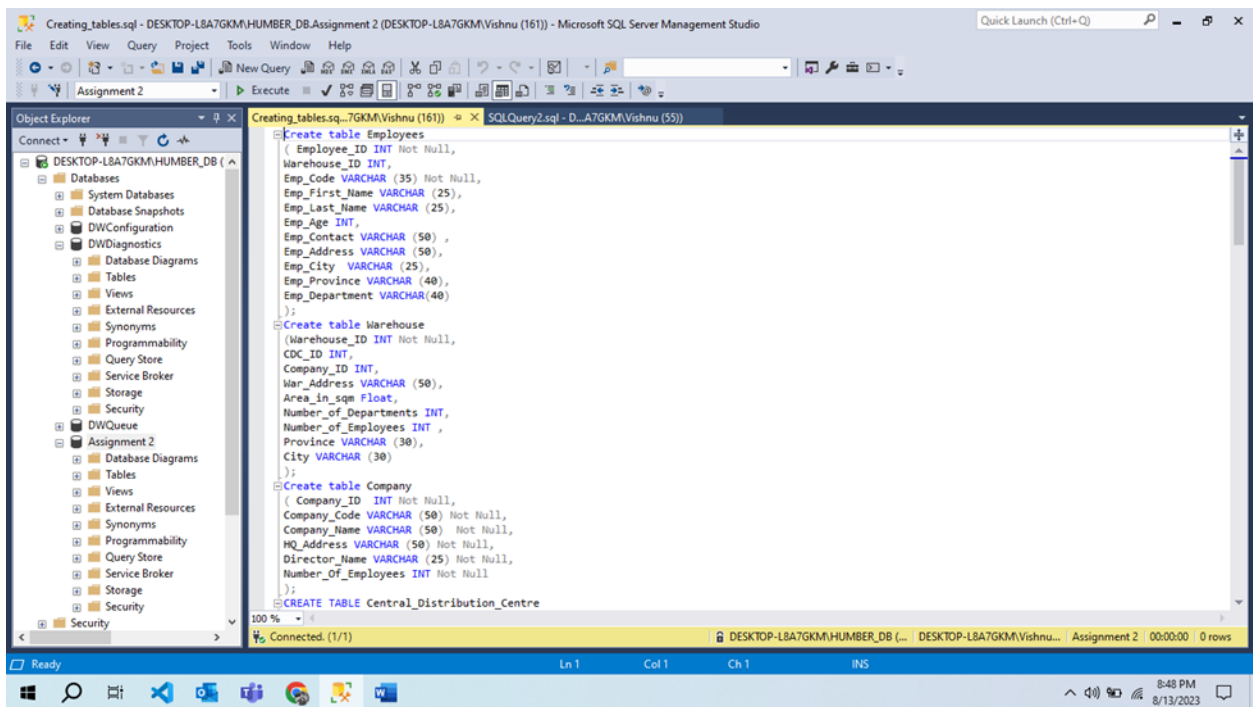 Creating_tables.sql - DESKTOP-L8A7GKM\HUMBER_DB.Assignment 2 (DESKTOP-L8A7GKM\Vishnu (161)) - Microsoft SQL Server Management Studio
Quick Launch (Ctrl+Q)
File Edit View Query Project Tools Window Help
New Query
Assignment 2
Execute
Object Explorer
Connect
DESKTOP-L8A7GKM\HUMBER_DB (
Databases
System Databases
Database Snapshots
DWConfiguration
DWDiagnostics
Database Diagrams
Tables
Views
External Resources
Synonyms
Programmability
Query Store
Service Broker
Storage
Security
DWQueue
Assignment 2
Database Diagrams
Tables
Views
External Resources
Synonyms
Programmability
Query Store
Service Broker
Storage
Security
Security
Creating_tables.sq...7GKM\Vishnu (161)) SQLQuery2.sql - D...A7GKM\Vishnu (55))
Create table Employees
( Employee_ID INT Not Null,
Warehouse_ID INT,
Emp_Code VARCHAR (35) Not Null,
Emp_First_Name VARCHAR (25),
Emp_Last_Name VARCHAR (25),
Emp_Age INT,
Emp_Contact VARCHAR (50) ,
Emp_Address VARCHAR (50),
Emp_City VARCHAR (25),
Emp_Province VARCHAR (40),
Emp_Department VARCHAR(40)
);
Create table Warehouse
(Warehouse_ID INT Not Null,
CDC_ID INT,
Company_ID INT,
War_Address VARCHAR (50),
Area_in_sqm Float,
Number_of_Departments INT,
Number_of_Employees INT ,
Province VARCHAR (30),
City VARCHAR (30)
);
Create table Company
( Company_ID INT Not Null,
Company_Code VARCHAR (50) Not Null,
Company_Name VARCHAR (50) Not Null,
HQ_Address VARCHAR (50) Not Null,
Director_Name VARCHAR (25) Not Null,
Number_Of_Employees INT Not Null
);
CREATE TABLE Central_Distribution_Centre
100 %
Connected. (1/1)
DESKTOP-L8A7GKM\HUMBER_DB (... DESKTOP-L8A7GKM\Vishnu... Assignment 2 00:00:00 0 rows
Ready Ln 1 Col 1 Ch 1 INS
8:48 PM
8/13/2023